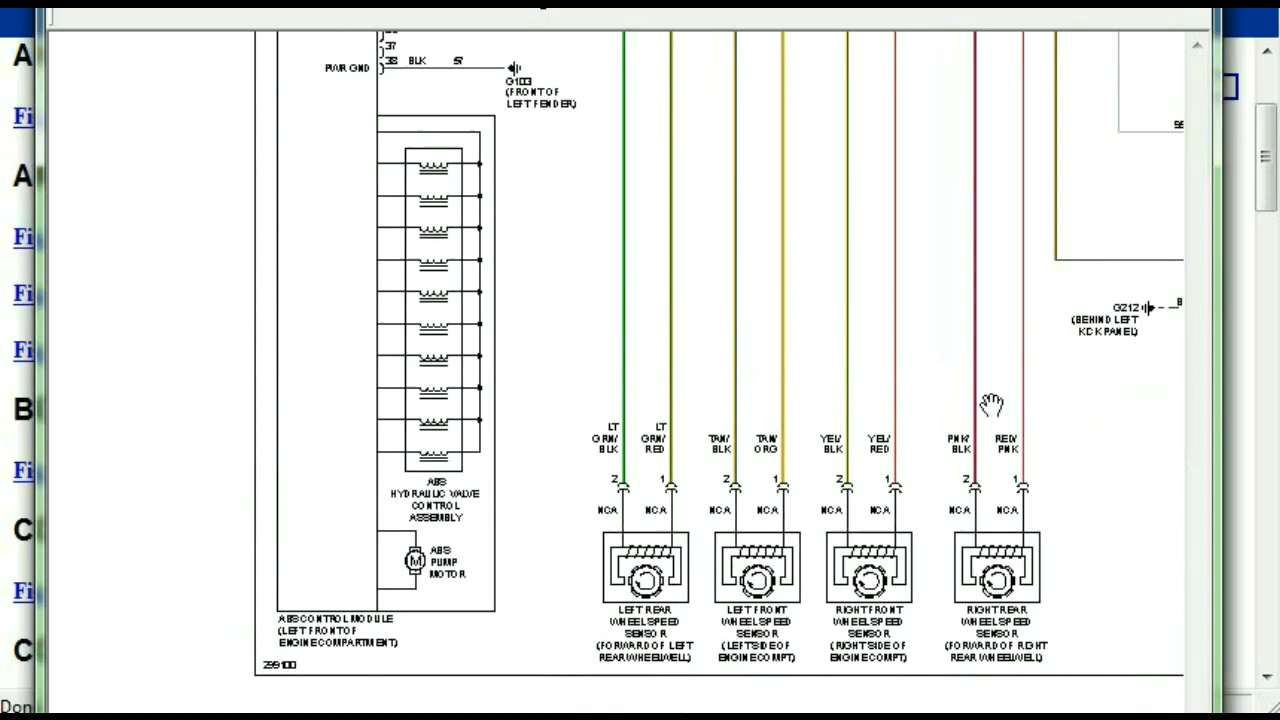 A
Fi
A
Fi
Fi
Fi
B
Fi
C
Fi
C
Don
37
PWR GND
38 BLK 57
G103
(FRONT OF
LEFT FENDER)
ABS
HYDRAULIC VALVE
CONTROL
ASSEMBLY
M
ABS
PUMP
MOTOR
ABS CONTROL MODULE
(LEFT FRONT OF
ENGINE COMPARTMENT)
299100
LT LT
GRN/ GRN/ TAN/ TAN/ YEL/ YEL/ PNK/ RED/
BLK RED BLK ORG BLK RED BLK PNK
2 1 2 1 2 1 2 1
NCA NCA NCA NCA NCA NCA NCA NCA
LEFT REAR
WHEEL SPEED
SENSOR
(FORWARD OF LEFT
REAR WHEELWELL)
LEFT FRONT
WHEEL SPEED
SENSOR
(LEFT SIDE OF
ENGINE COMPT)
RIGHT FRONT
WHEEL SPEED
SENSOR
(RIGHT SIDE OF
ENGINE COMPT)
RIGHT REAR
WHEEL SPEED
SENSOR
(FORWARD OF RIGHT
REAR WHEELWELL)
G212
(BEHIND LEFT
KICK PANEL)